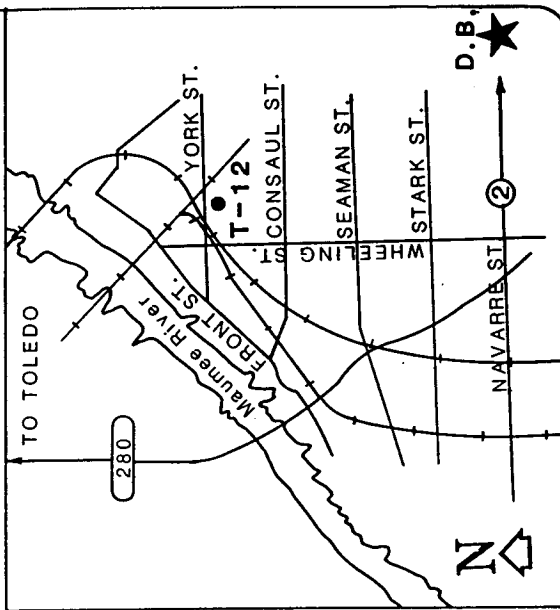 TO TOLEDO
280
Maumee River
FRONT ST.
YORK ST.
T-12
CONSAUL ST.
SEAMAN ST.
WHEELING ST.
STARK ST.
NAVARRE ST
2
D.B.
N